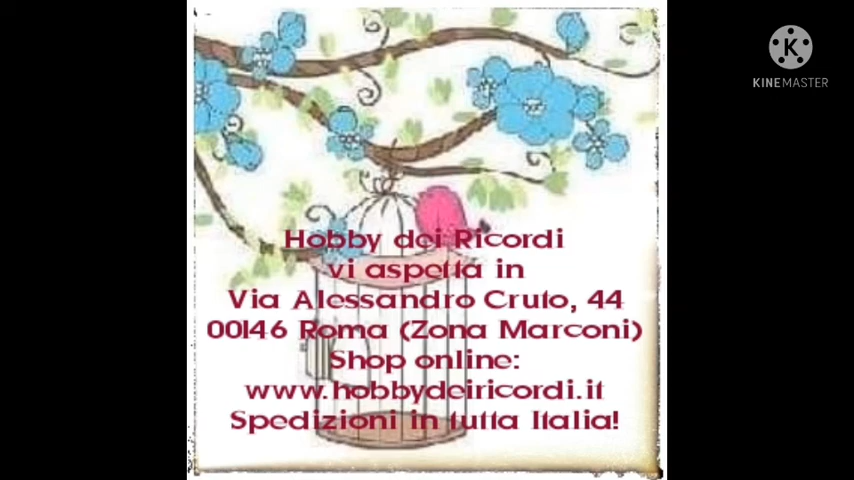 KINEMASTER
Hobby dei Ricordi
vi aspetta in
Via Alessandro Cruto, 44
00146 Roma (Zona Marconi)
Shop online:
www.hobbydeiricordi.it
Spedizioni in tutta Italia!